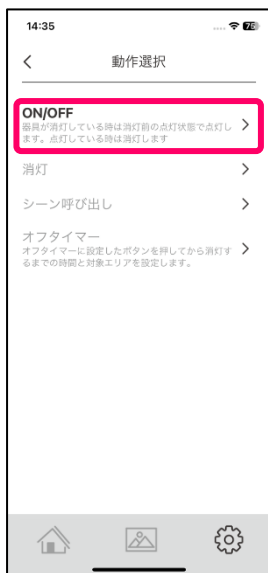 14:35
動作選択
ON/OFF
器具が消灯している時は消灯前の点灯状態で点灯し
ます。点灯している時は消灯します
消灯
シーン呼び出し
オフタイマー
オフタイマーに設定したボタンを押してから消灯す
るまでの時間と対象エリアを設定します。